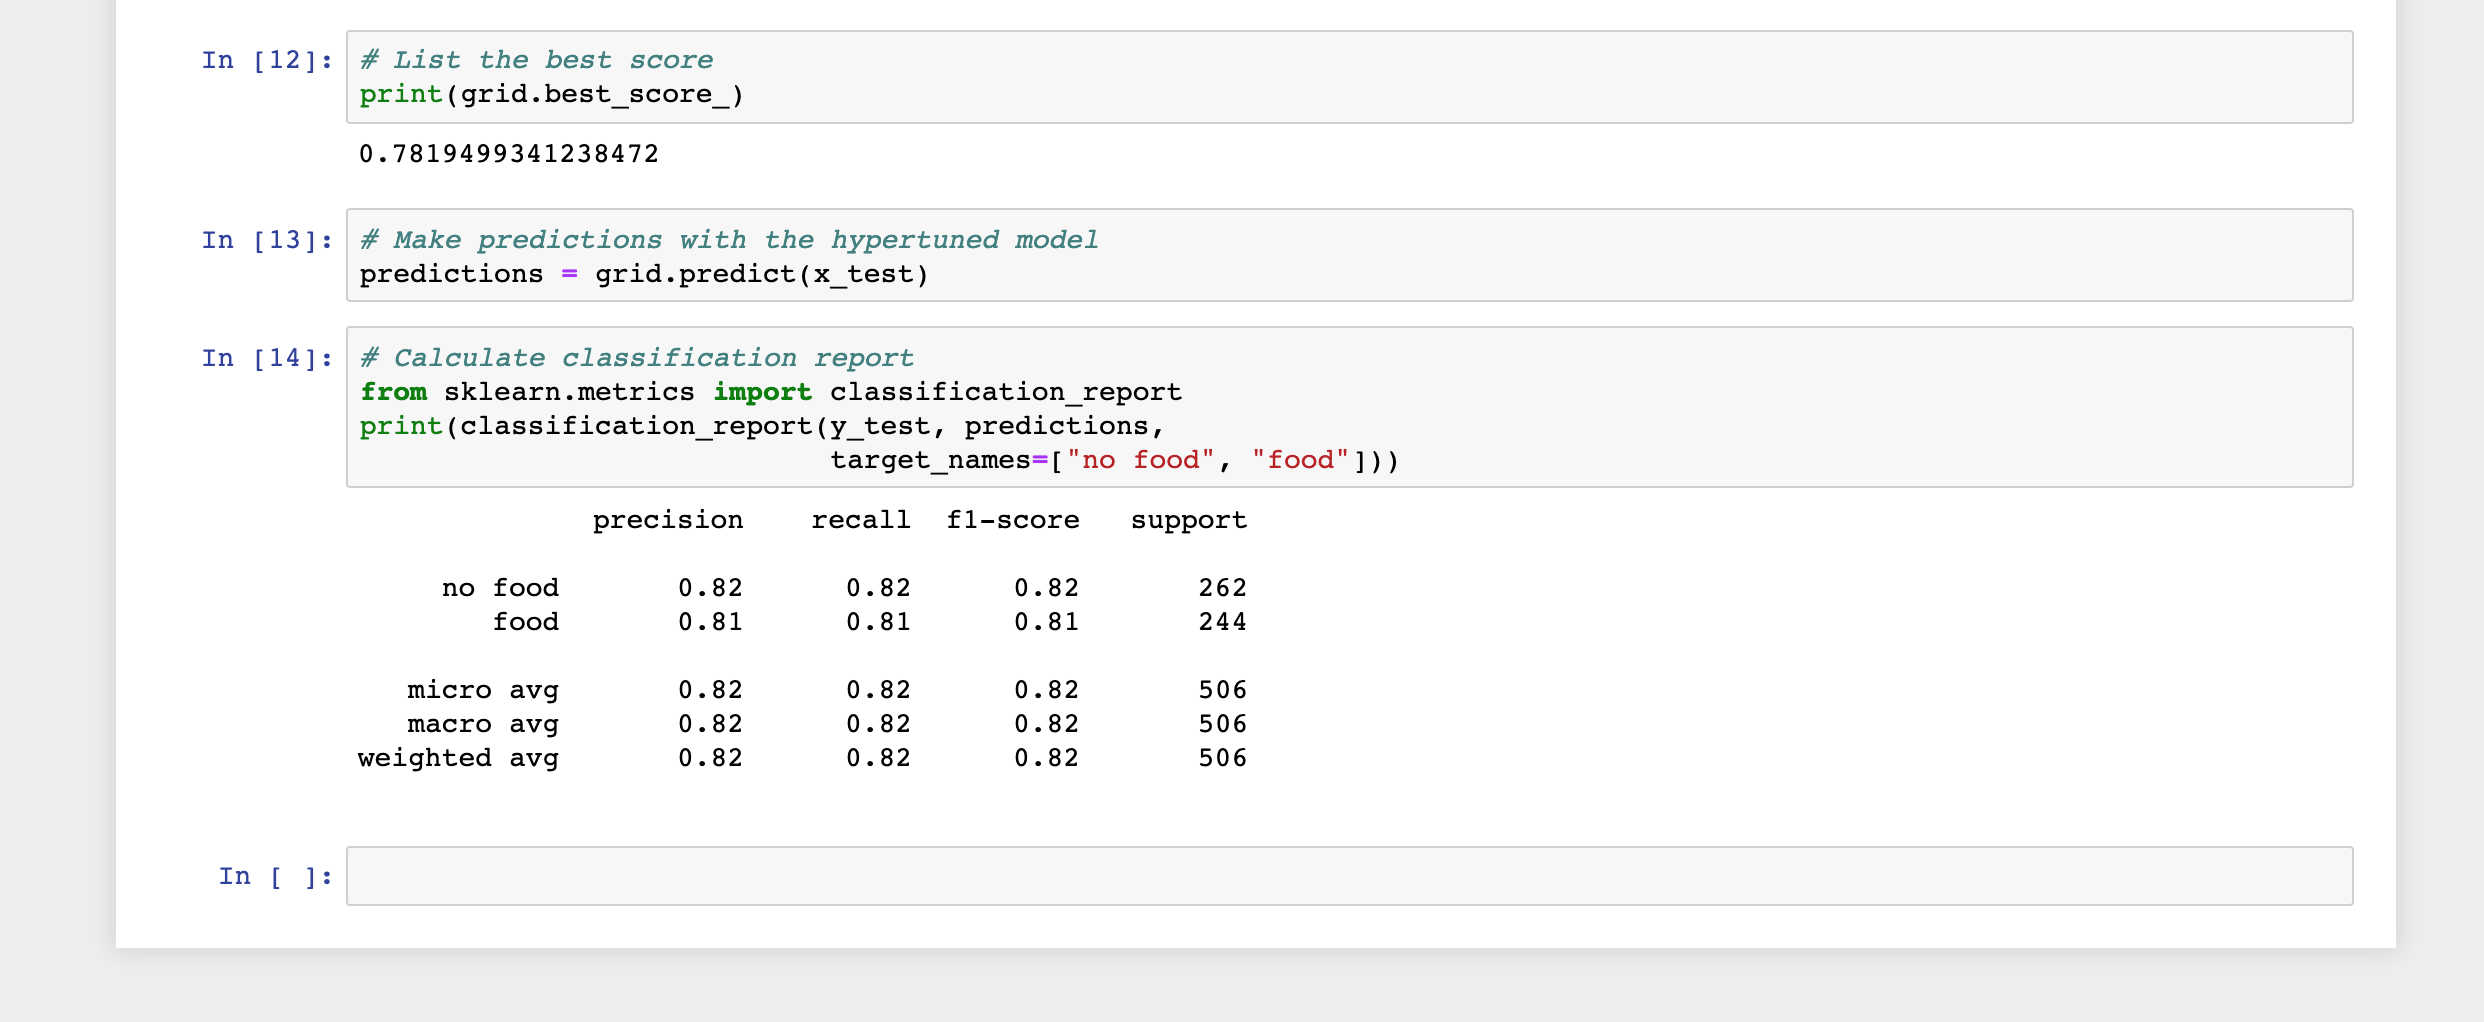 In [12]: # List the best score
print(grid.best_score_)
0.7819499341238472
In [13]: # Make predictions with the hypertuned model
predictions = grid.predict(x_test)
In [14]: # Calculate classification report
from sklearn.metrics import classification_report
print(classification_report(y_test, predictions,
target_names=["no food", "food"]))
precision recall f1-score support
no food 0.82 0.82 0.82 262
food 0.81 0.81 0.81 244
micro avg 0.82 0.82 0.82 506
macro avg 0.82 0.82 0.82 506
weighted avg 0.82 0.82 0.82 506
In [ ]: